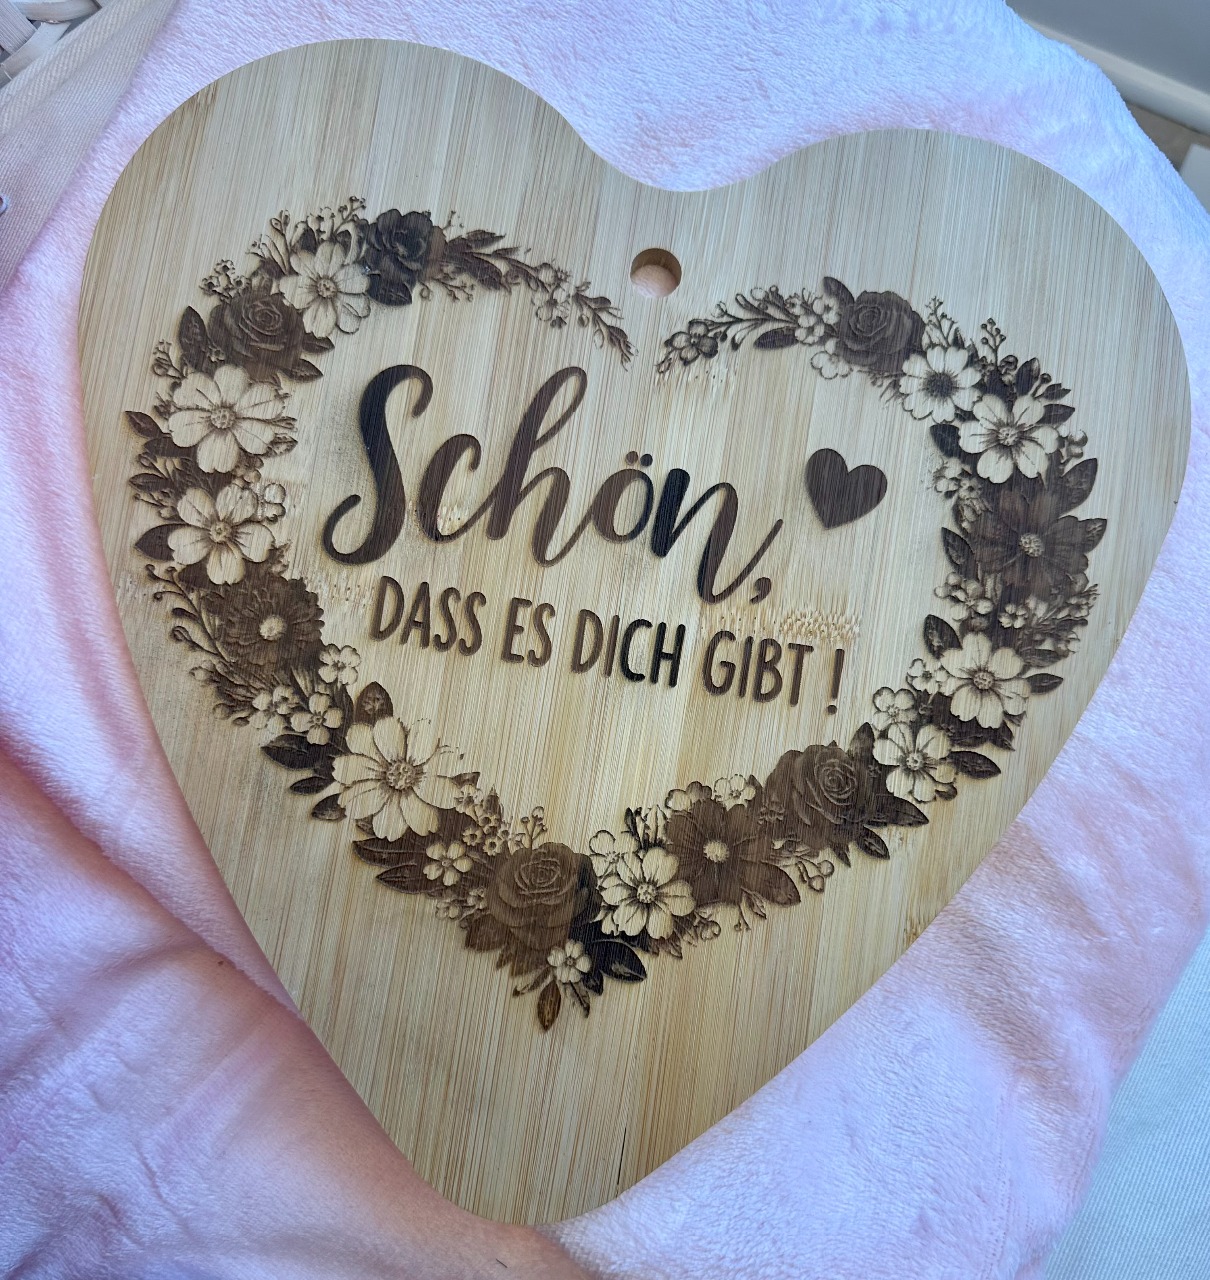 Schön,
DASS ES DICH GIBT !